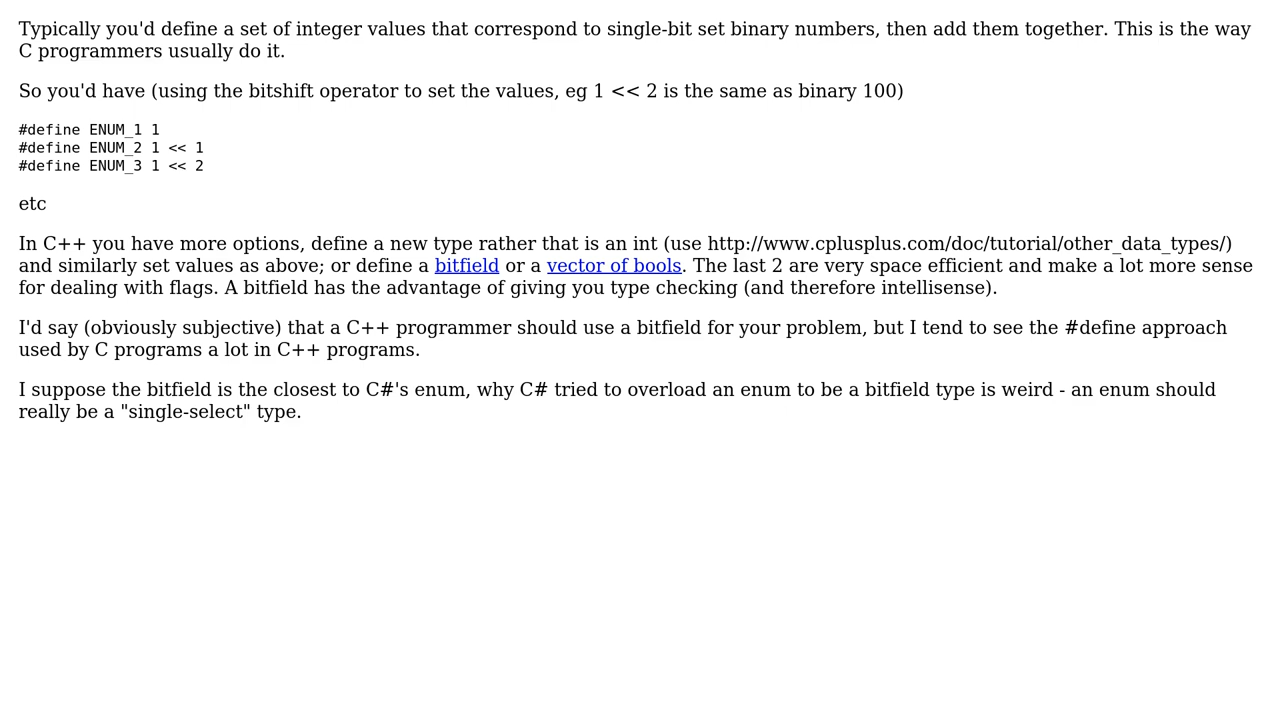 Typically you'd define a set of integer values that correspond to single-bit set binary numbers, then add them together. This is the way
C programmers usually do it.
So you'd have (using the bitshift operator to set the values, eg 1 << 2 is the same as binary 100)
#define ENUM_1 1
#define ENUM_2 1 << 1
#define ENUM_3 1 << 2
etc
In C++ you have more options, define a new type rather that is an int (use http://www.cplusplus.com/doc/tutorial/other_data_types/)
and similarly set values as above; or define a bitfield or a vector of bools. The last 2 are very space efficient and make a lot more sense
for dealing with flags. A bitfield has the advantage of giving you type checking (and therefore intellisense).
I'd say (obviously subjective) that a C++ programmer should use a bitfield for your problem, but I tend to see the #define approach
used by C programs a lot in C++ programs.
I suppose the bitfield is the closest to C#'s enum, why C# tried to overload an enum to be a bitfield type is weird - an enum should
really be a "single-select" type.